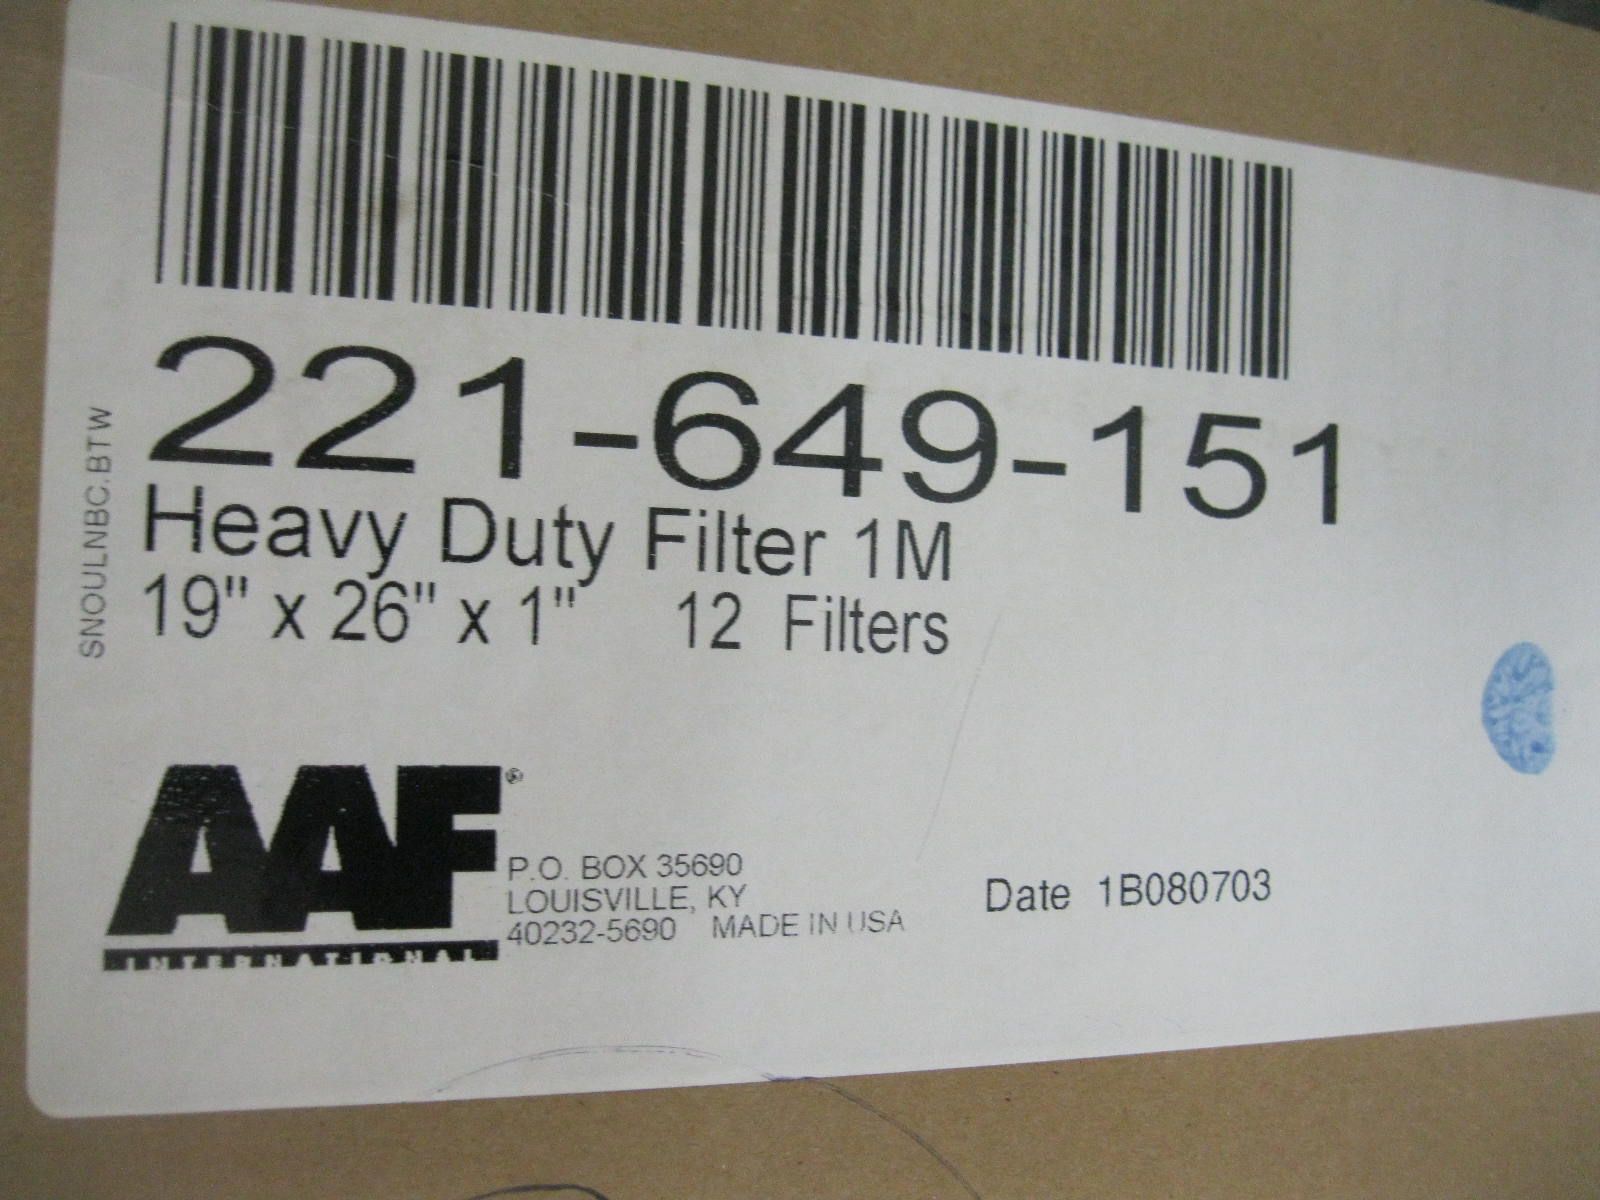 221-649-151
Heavy Duty Filter 1M
19" x 26" x 1" 12 Filters
SNOULNBC.BTW
AAF®
INTERNATIONAL
P.O. BOX 35690
LOUISVILLE, KY
40232-5690 MADE IN USA
Date 1B080703